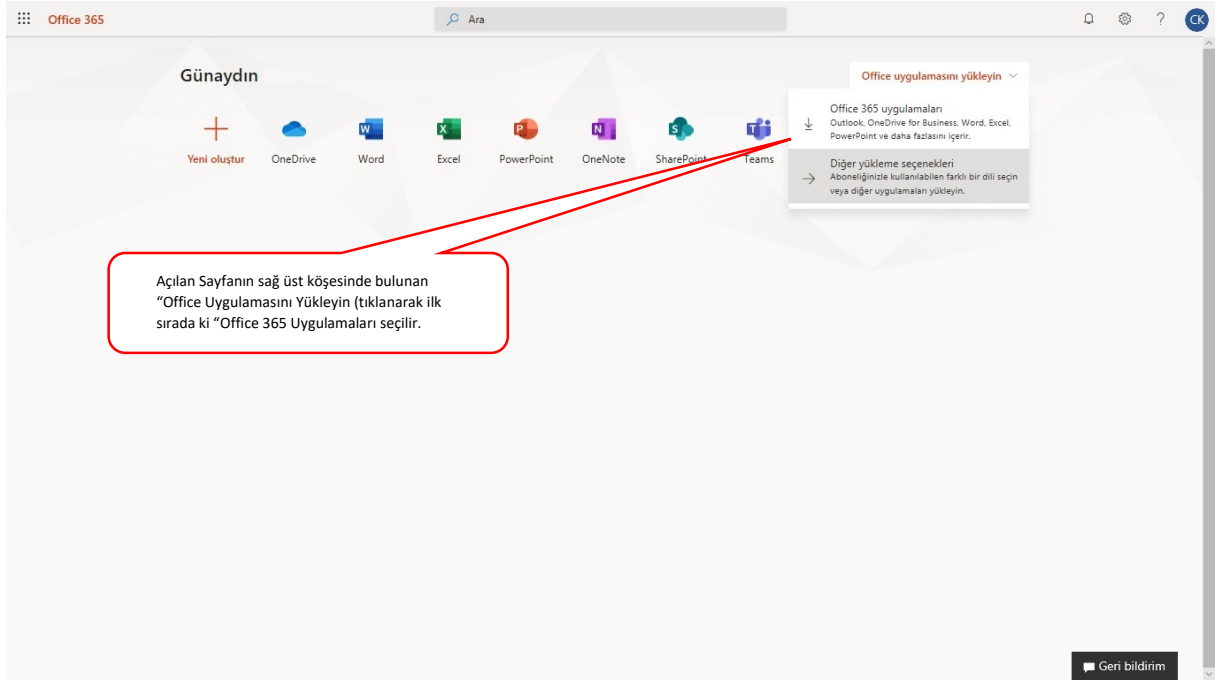 Office 365
Ara
CK
Günaydın
Office uygulamasını yükleyin
Office 365 uygulamaları
Outlook, OneDrive for Business, Word, Excel,
PowerPoint ve daha fazlasını içerir.
Yeni oluştur
OneDrive
Word
Excel
PowerPoint
OneNote
SharePoint
Teams
Diğer yükleme seçenekleri
Aboneliğinizle kullanılabilen farklı bir dili seçin
veya diğer uygulamaları yükleyin.
Açılan Sayfanın sağ üst köşesinde bulunan
“Office Uygulamasını Yükleyin (tıklanarak ilk
sırada ki “Office 365 Uygulamaları seçilir.
Geri bildirim